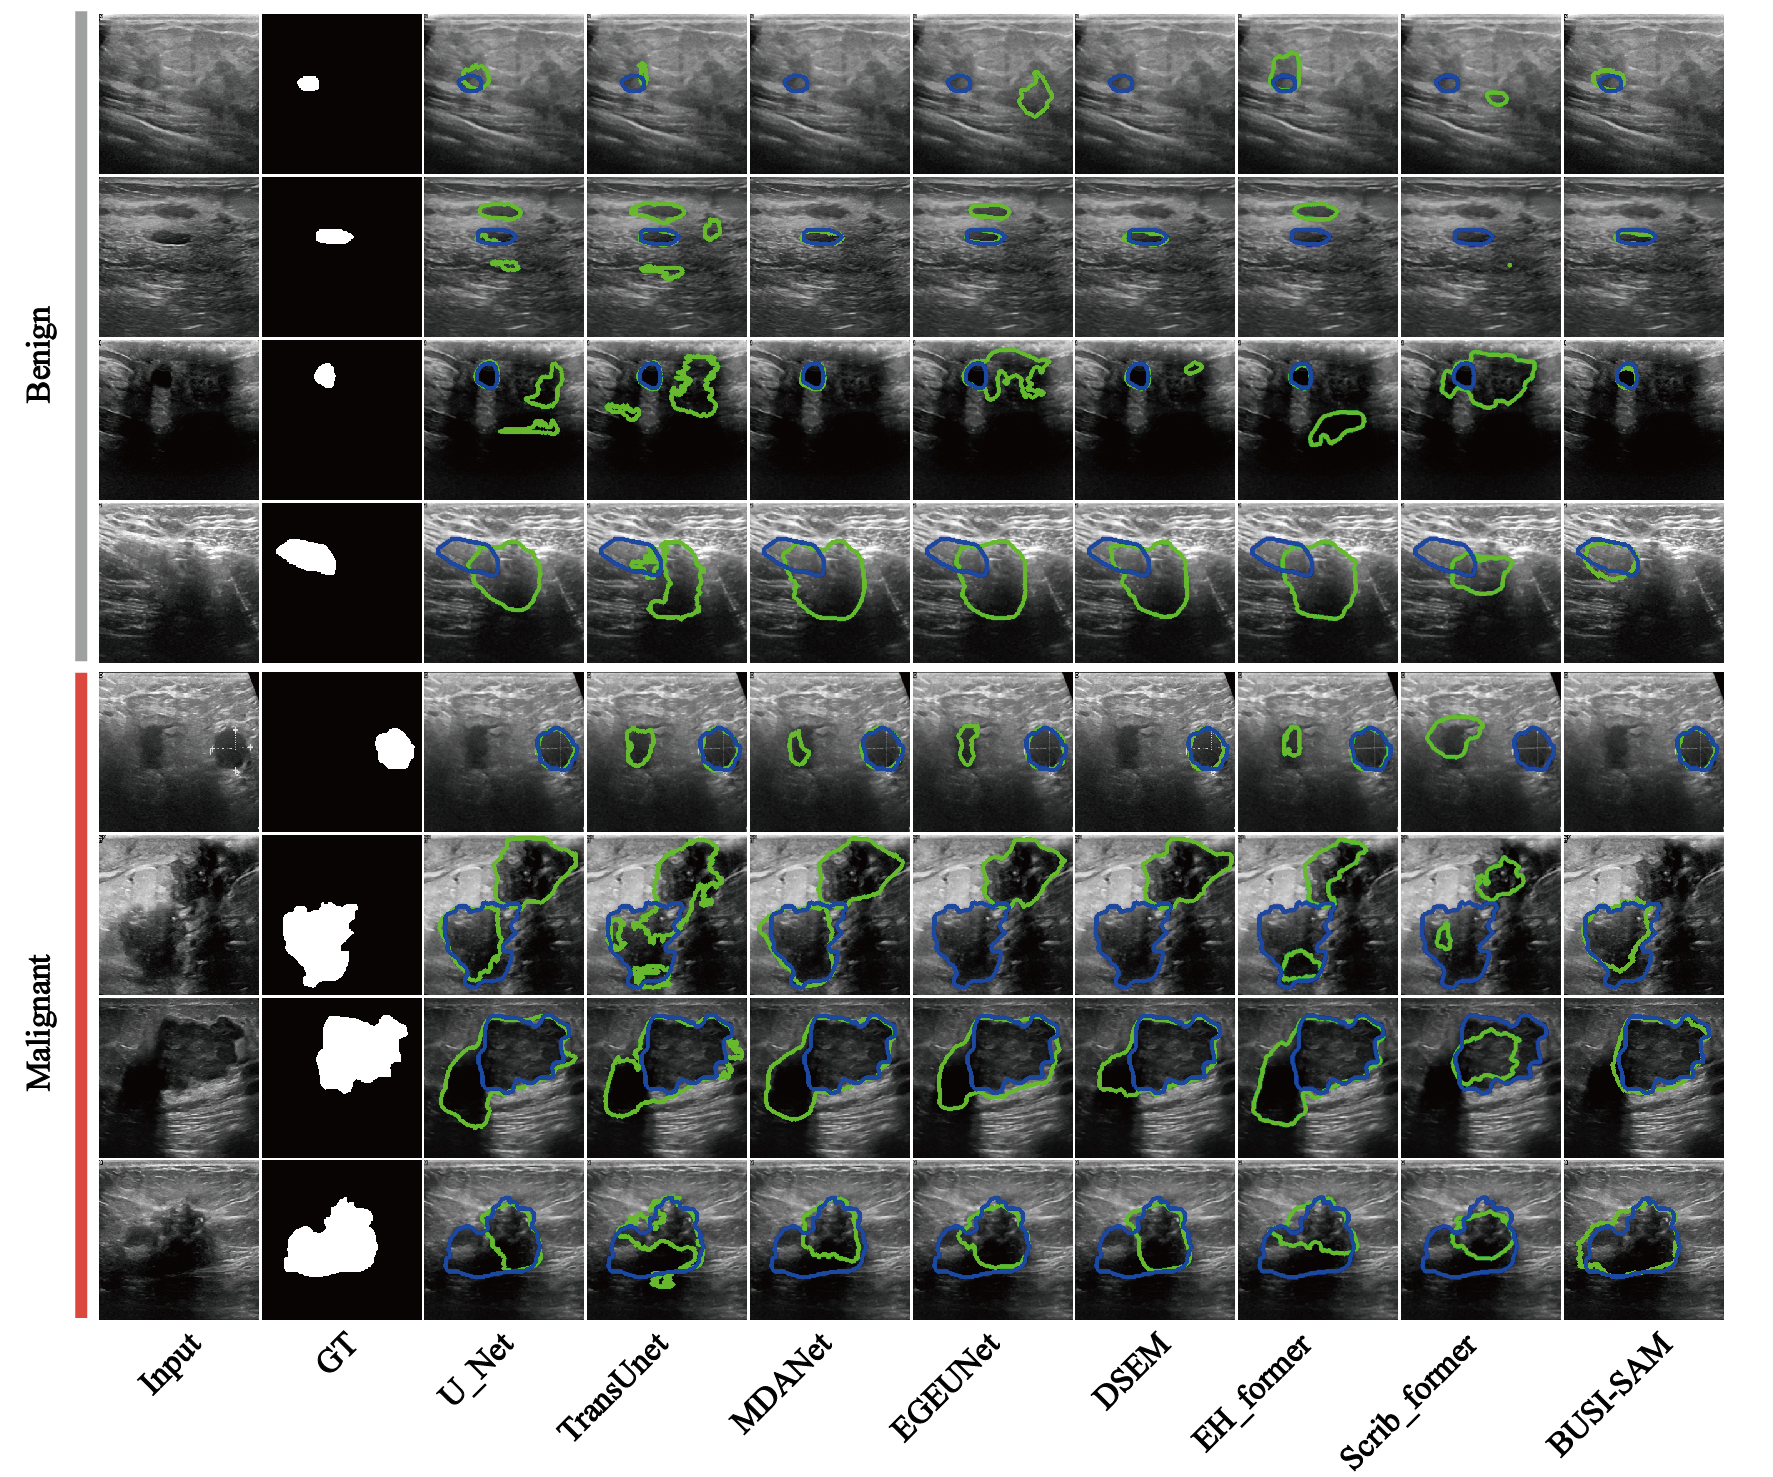 Benign
Malignant
Input
GT
U_Net
TransUnet
MDANet
EGEUNet
DSEM
EH_former
Scrib_former
BUSI-SAM